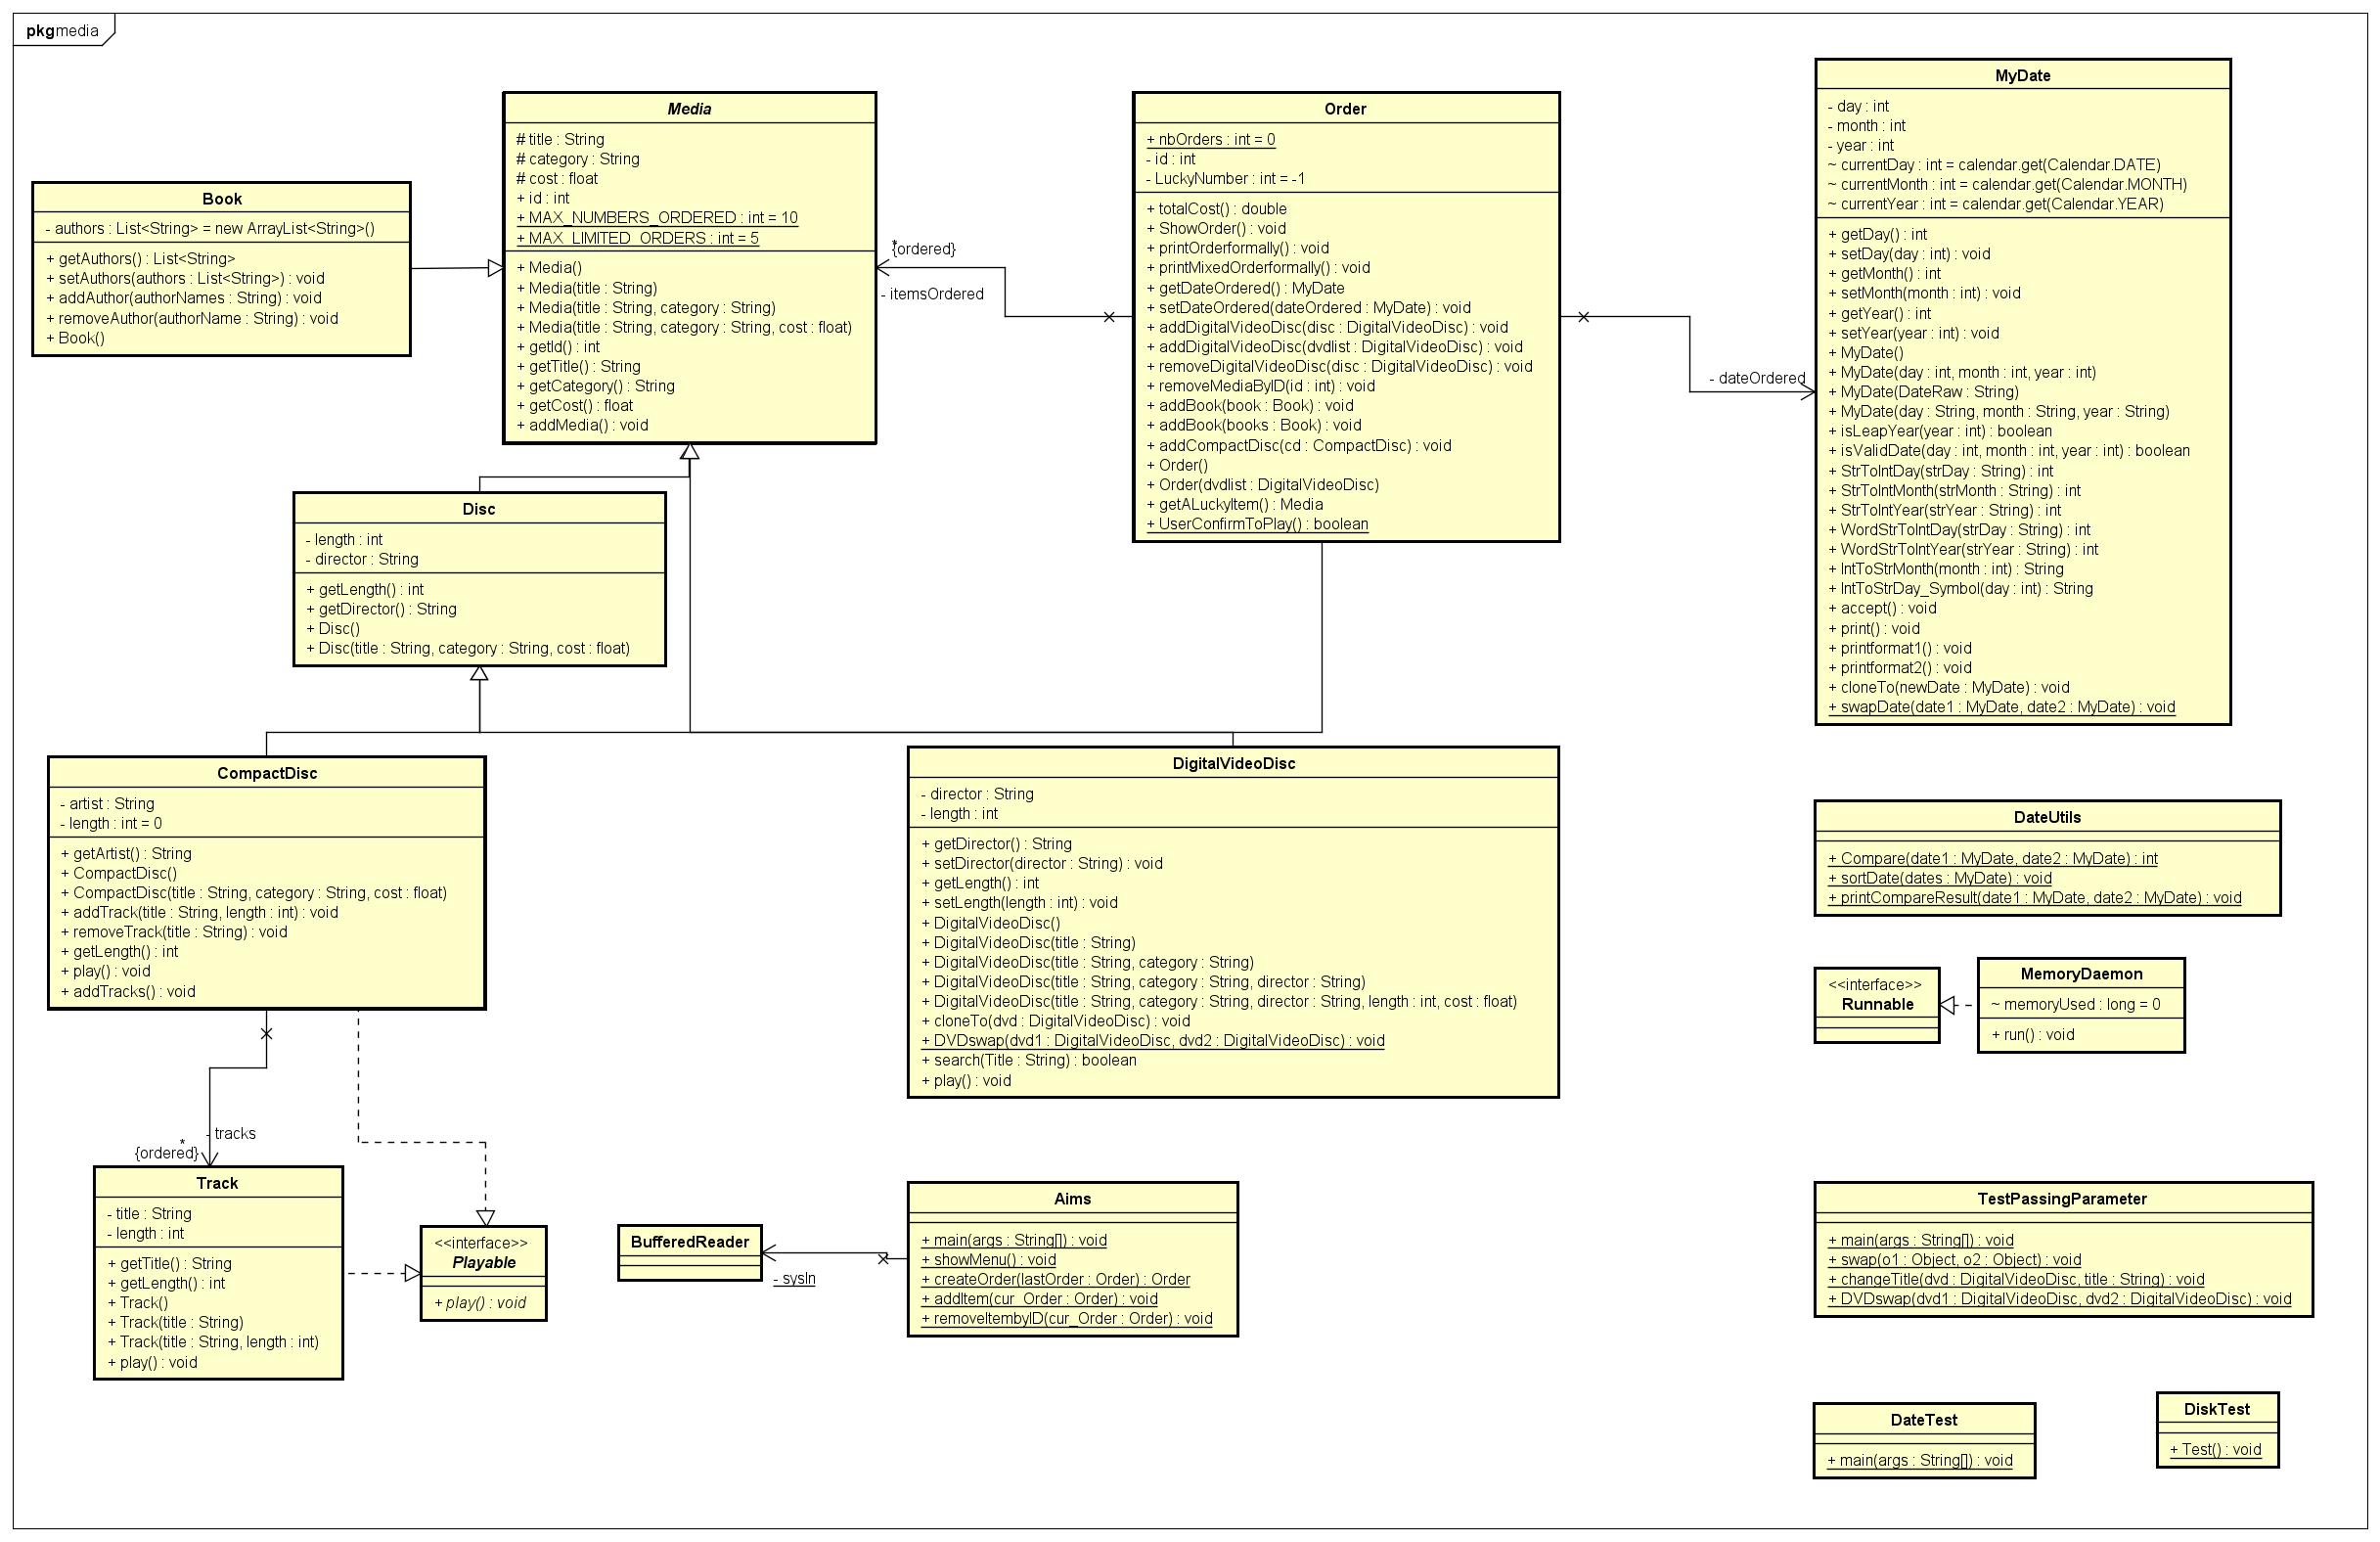 pkg media
Media
# title : String
# category : String
# cost : float
+ id : int
+ MAX_NUMBERS_ORDERED : int = 10
+ MAX_LIMITED_ORDERS : int = 5
+ Media()
+ Media(title : String)
+ Media(title : String, category : String)
+ Media(title : String, category : String, cost : float)
+ getId() : int
+ getTitle() : String
+ getCategory() : String
+ getCost() : float
+ addMedia() : void
Book
- authors : List<String> = new ArrayList<String>()
+ getAuthors() : List<String>
+ setAuthors(authors : List<String>) : void
+ addAuthor(authorNames : String) : void
+ removeAuthor(authorName : String) : void
+ Book()
*
{ordered}
- itemsOrdered
Order
+ nbOrders : int = 0
- id : int
- LuckyNumber : int = -1
+ totalCost() : double
+ ShowOrder() : void
+ printOrderformally() : void
+ printMixedOrderformally() : void
+ getDateOrdered() : MyDate
+ setDateOrdered(dateOrdered : MyDate) : void
+ addDigitalVideoDisc(disc : DigitalVideoDisc) : void
+ addDigitalVideoDisc(dvdlist : DigitalVideoDisc) : void
+ removeDigitalVideoDisc(disc : DigitalVideoDisc) : void
+ removeMediaByID(id : int) : void
+ addBook(book : Book) : void
+ addBook(books : Book) : void
+ addCompactDisc(cd : CompactDisc) : void
+ Order()
+ Order(dvdlist : DigitalVideoDisc)
+ getALuckyItem() : Media
+ UserConfirmToPlay() : boolean
- dateOrdered
MyDate
- day : int
- month : int
- year : int
~ currentDay : int = calendar.get(Calendar.DATE)
~ currentMonth : int = calendar.get(Calendar.MONTH)
~ currentYear : int = calendar.get(Calendar.YEAR)
+ getDay() : int
+ setDay(day : int) : void
+ getMonth() : int
+ setMonth(month : int) : void
+ getYear() : int
+ setYear(year : int) : void
+ MyDate()
+ MyDate(day : int, month : int, year : int)
+ MyDate(DateRaw : String)
+ MyDate(day : String, month : String, year : String)
+ isLeapYear(year : int) : boolean
+ isValidDate(day : int, month : int, year : int) : boolean
+ StrToIntDay(strDay : String) : int
+ StrToIntMonth(strMonth : String) : int
+ StrToIntYear(strYear : String) : int
+ WordStrToIntDay(strDay : String) : int
+ WordStrToIntYear(strYear : String) : int
+ IntToStrMonth(month : int) : String
+ IntToStrDay_Symbol(day : int) : String
+ accept() : void
+ print() : void
+ printformat1() : void
+ printformat2() : void
+ cloneTo(newDate : MyDate) : void
+ swapDate(date1 : MyDate, date2 : MyDate) : void
Disc
- length : int
- director : String
+ getLength() : int
+ getDirector() : String
+ Disc()
+ Disc(title : String, category : String, cost : float)
CompactDisc
- artist : String
- length : int = 0
+ getArtist() : String
+ CompactDisc()
+ CompactDisc(title : String, category : String, cost : float)
+ addTrack(title : String, length : int) : void
+ removeTrack(title : String) : void
+ getLength() : int
+ play() : void
+ addTracks() : void
DigitalVideoDisc
- director : String
- length : int
+ getDirector() : String
+ setDirector(director : String) : void
+ getLength() : int
+ setLength(length : int) : void
+ DigitalVideoDisc()
+ DigitalVideoDisc(title : String)
+ DigitalVideoDisc(title : String, category : String)
+ DigitalVideoDisc(title : String, category : String, director : String)
+ DigitalVideoDisc(title : String, category : String, director : String, length : int, cost : float)
+ cloneTo(dvd : DigitalVideoDisc) : void
+ DVDswap(dvd1 : DigitalVideoDisc, dvd2 : DigitalVideoDisc) : void
+ search(Title : String) : boolean
+ play() : void
DateUtils
+ Compare(date1 : MyDate, date2 : MyDate) : int
+ sortDate(dates : MyDate) : void
+ printCompareResult(date1 : MyDate, date2 : MyDate) : void
<<interface>>
Runnable
MemoryDaemon
~ memoryUsed : long = 0
+ run() : void
- tracks
*
{ordered}
Track
- title : String
- length : int
+ getTitle() : String
+ getLength() : int
+ Track()
+ Track(title : String)
+ Track(title : String, length : int)
+ play() : void
<<interface>>
Playable
+ play() : void
BufferedReader
- sysIn
Aims
+ main(args : String[]) : void
+ showMenu() : void
+ createOrder(lastOrder : Order) : Order
+ addItem(cur_Order : Order) : void
+ removeItembyID(cur_Order : Order) : void
TestPassingParameter
+ main(args : String[]) : void
+ swap(o1 : Object, o2 : Object) : void
+ changeTitle(dvd : DigitalVideoDisc, title : String) : void
+ DVDswap(dvd1 : DigitalVideoDisc, dvd2 : DigitalVideoDisc) : void
DateTest
+ main(args : String[]) : void
DiskTest
+ Test() : void